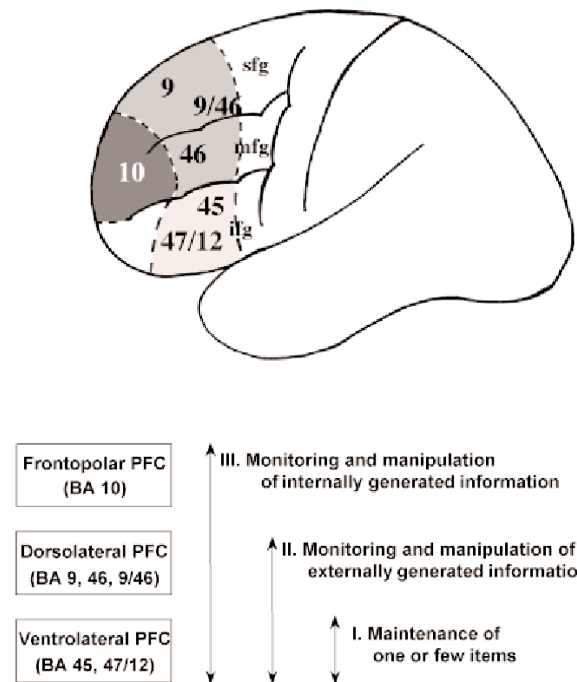 sfg
9
9/46
mfg
46
10
45
ifg
47/12
Frontopolar PFC
(BA 10)
III. Monitoring and manipulation
of internally generated information
Dorsolateral PFC
(BA 9, 46, 9/46)
II. Monitoring and manipulation of
externally generated informatio
Ventrolateral PFC
(BA 45, 47/12)
I. Maintenance of
one or few items